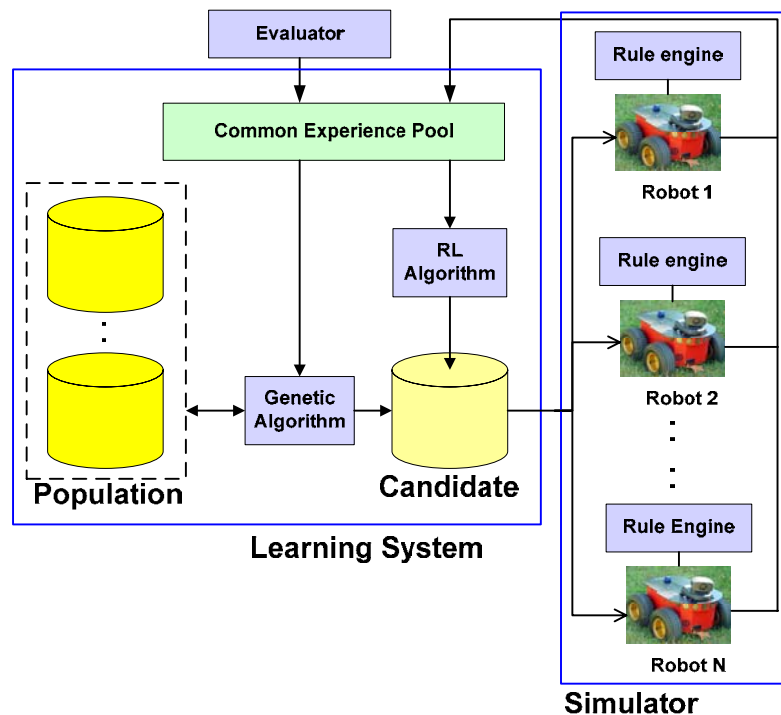 Evaluator
Common Experience Pool
RL
Algorithm
Genetic
Algorithm
Population
Candidate
Learning System
Rule engine
Robot 1
Rule engine
Robot 2
Rule Engine
Robot N
Simulator